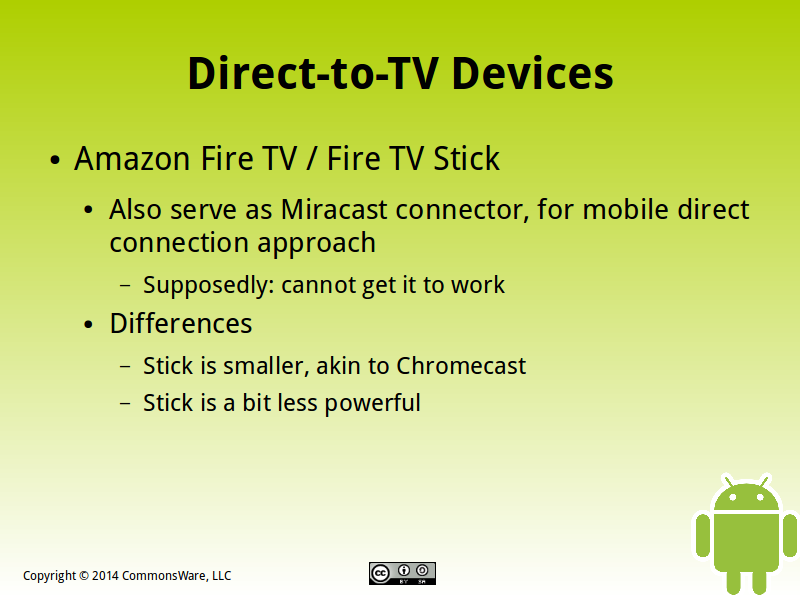 Direct-to-TV Devices
● Amazon Fire TV / Fire TV Stick
● Also serve as Miracast connector, for mobile direct
connection approach
– Supposedly: cannot get it to work
● Differences
– Stick is smaller, akin to Chromecast
– Stick is a bit less powerful
Copyright © 2014 CommonsWare, LLC
cc BY SA